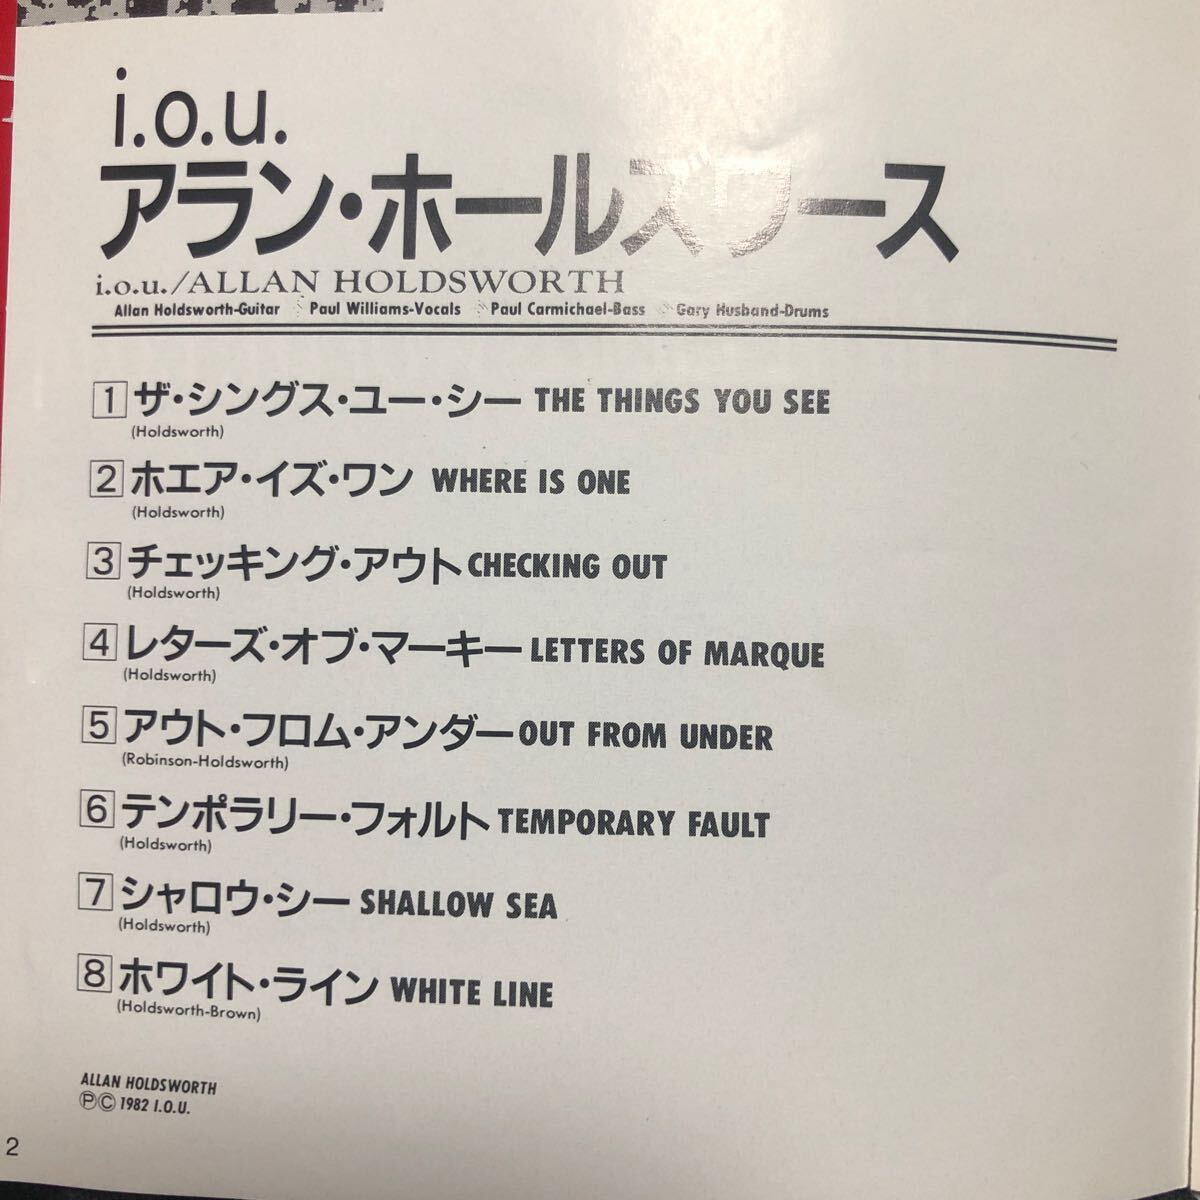 i.o.u.
アラン・ホールズワース
i.o.u./ALLAN HOLDSWORTH
Allan Holdsworth-Guitar Paul Williams-Vocals Paul Carmichael-Bass Gary Husband-Drums
1 ザ・シングス・ユー・シー THE THINGS YOU SEE
(Holdsworth)
2 ホエア・イズ・ワン WHERE IS ONE
(Holdsworth)
3 チェッキング・アウト CHECKING OUT
(Holdsworth)
4 レターズ・オブ・マーキー LETTERS OF MARQUE
(Holdsworth)
5 アウト・フロム・アンダー OUT FROM UNDER
(Robinson-Holdsworth)
6 テンポラリー・フォルト TEMPORARY FAULT
(Holdsworth)
7 シャロウ・シー SHALLOW SEA
(Holdsworth)
8 ホワイト・ライン WHITE LINE
(Holdsworth-Brown)
ALLAN HOLDSWORTH
ⓅⒸ 1982 I.O.U.
2